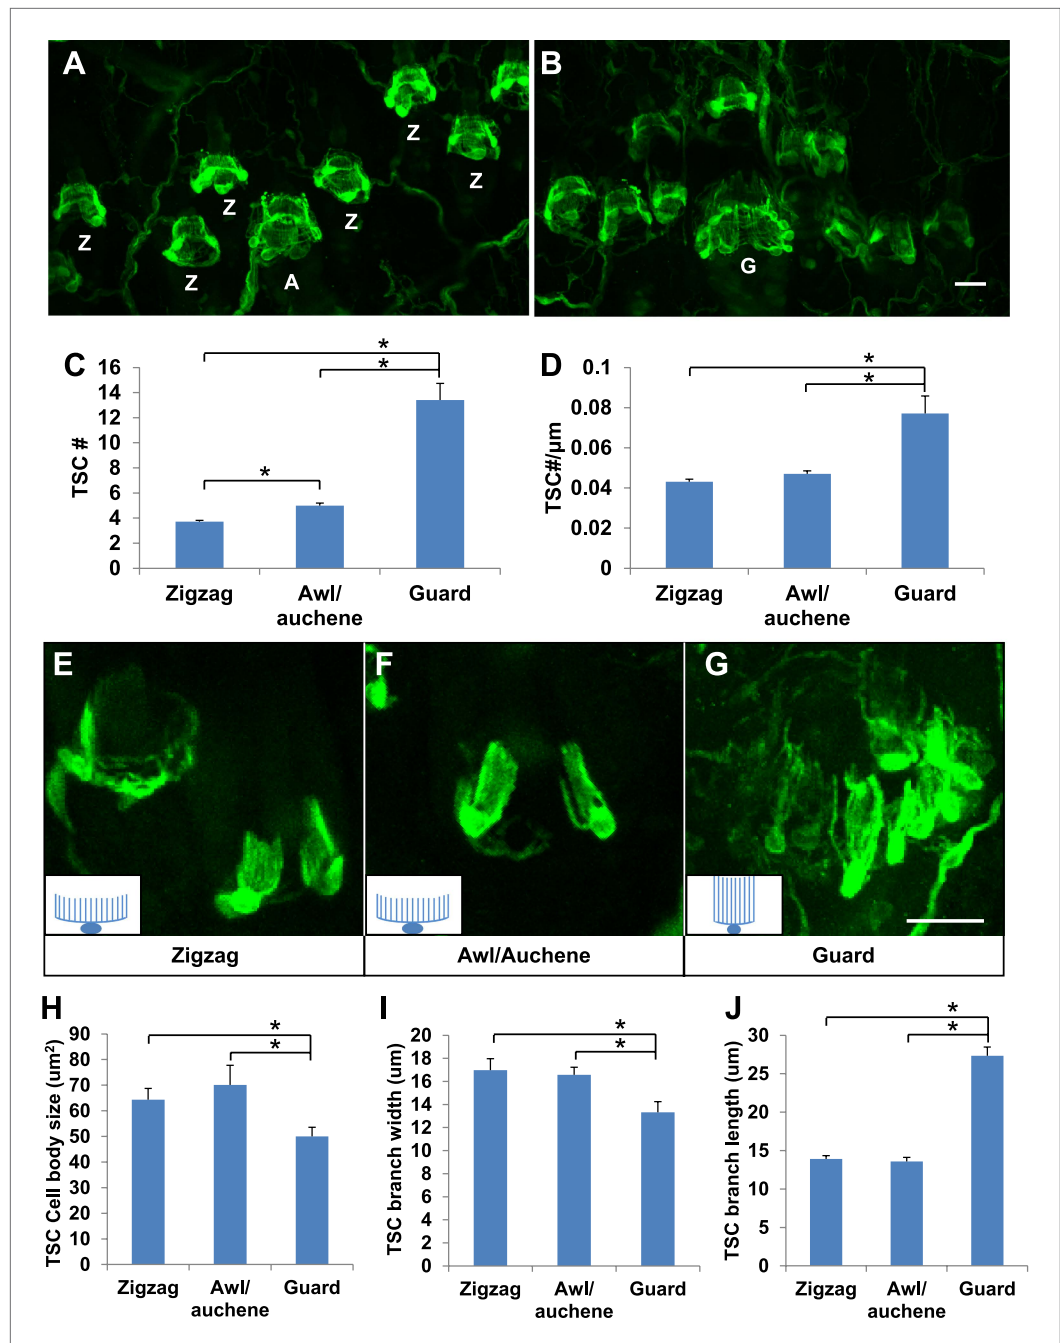 A
B
Z
Z
Z
Z
Z
Z
A
G
C
TSC #
16
14
12
10
8
6
4
2
0
*
*
*
Zigzag
Awl/
auchene
Guard
D
TSC#/µm
0.1
0.08
0.06
0.04
0.02
0
*
*
Zigzag
Awl/
auchene
Guard
E
F
G
Zigzag
Awl/Auchene
Guard
H
TSC Cell body size (um²)
90
80
70
60
50
40
30
20
10
0
*
*
Zigzag
Awl/
auchene
Guard
I
TSC branch width (um)
20
18
16
14
12
10
8
6
4
2
0
*
*
Zigzag
Awl/
auchene
Guard
J
TSC branch length (um)
30
25
20
15
10
5
0
*
*
Zigzag
Awl/
auchene
Guard